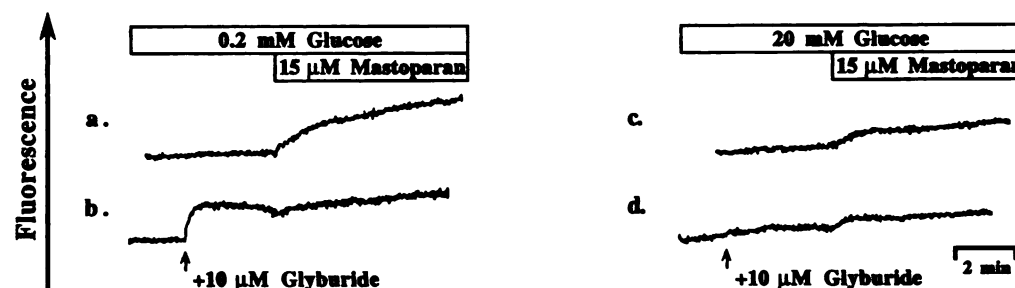 Fluorescence
0.2 mM Glucose
15 µM Mastoparan
a.
b.
+10 µM Glyburide
20 mM Glucose
15 µM Mastoparan
c.
d.
+10 µM Glyburide
2 min